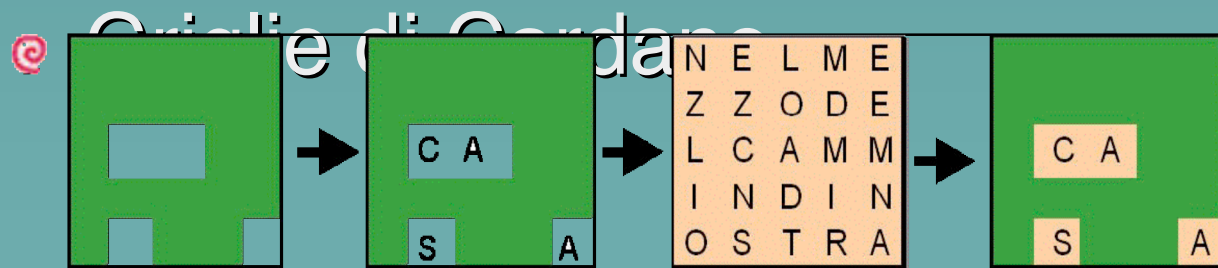 Griglie di Cardano
C A
S A
N E L M E
Z Z O D E
L C A M M
I N D I N
O S T R A
C A
S A